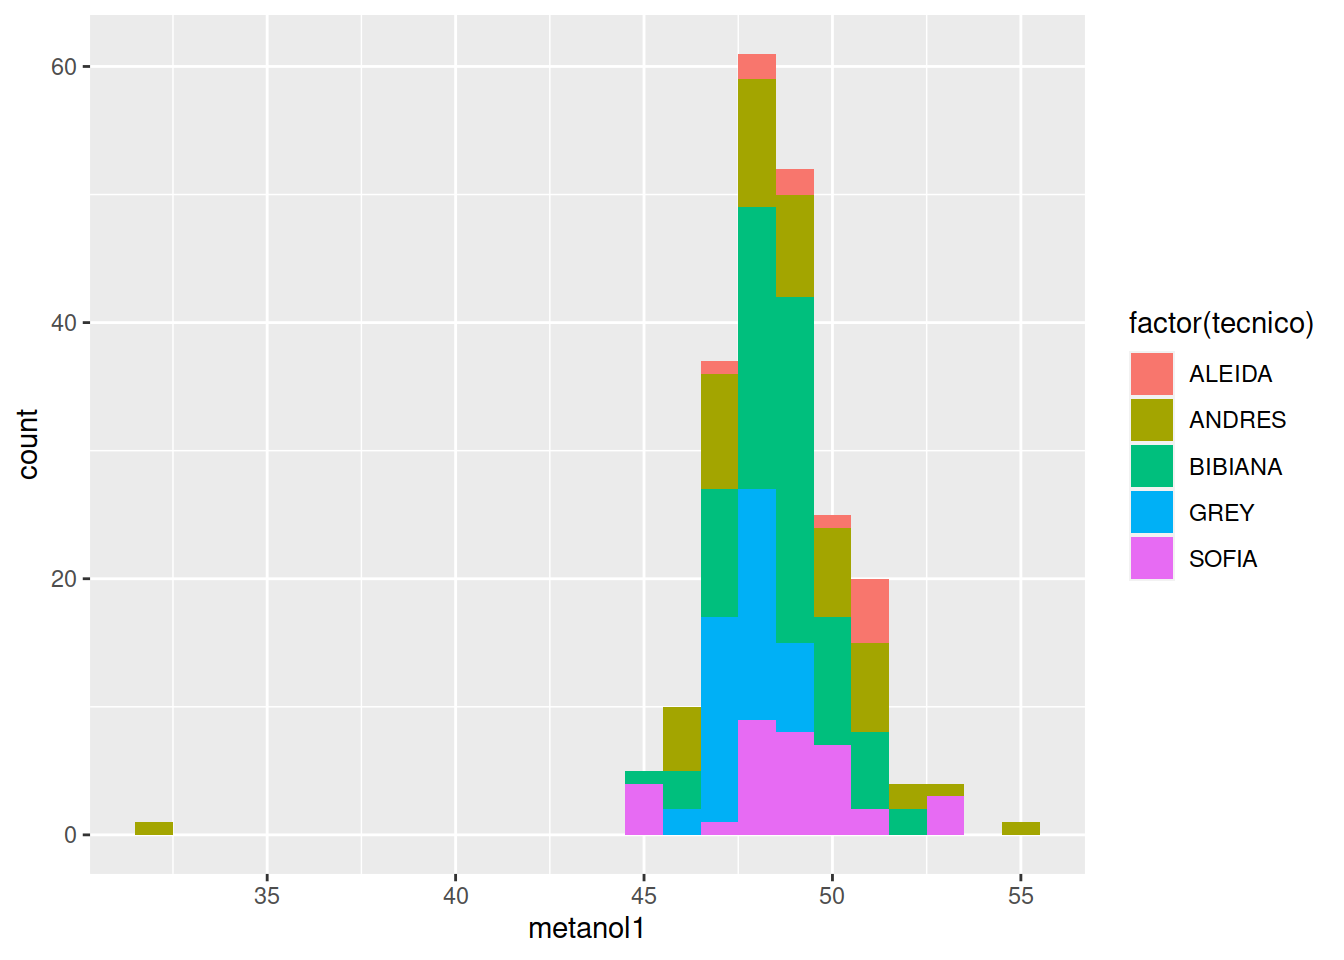 60
40
20
0
count
35
40
45
50
55
metanol1
factor(tecnico)
ALEIDA
ANDRES
BIBIANA
GREY
SOFIA